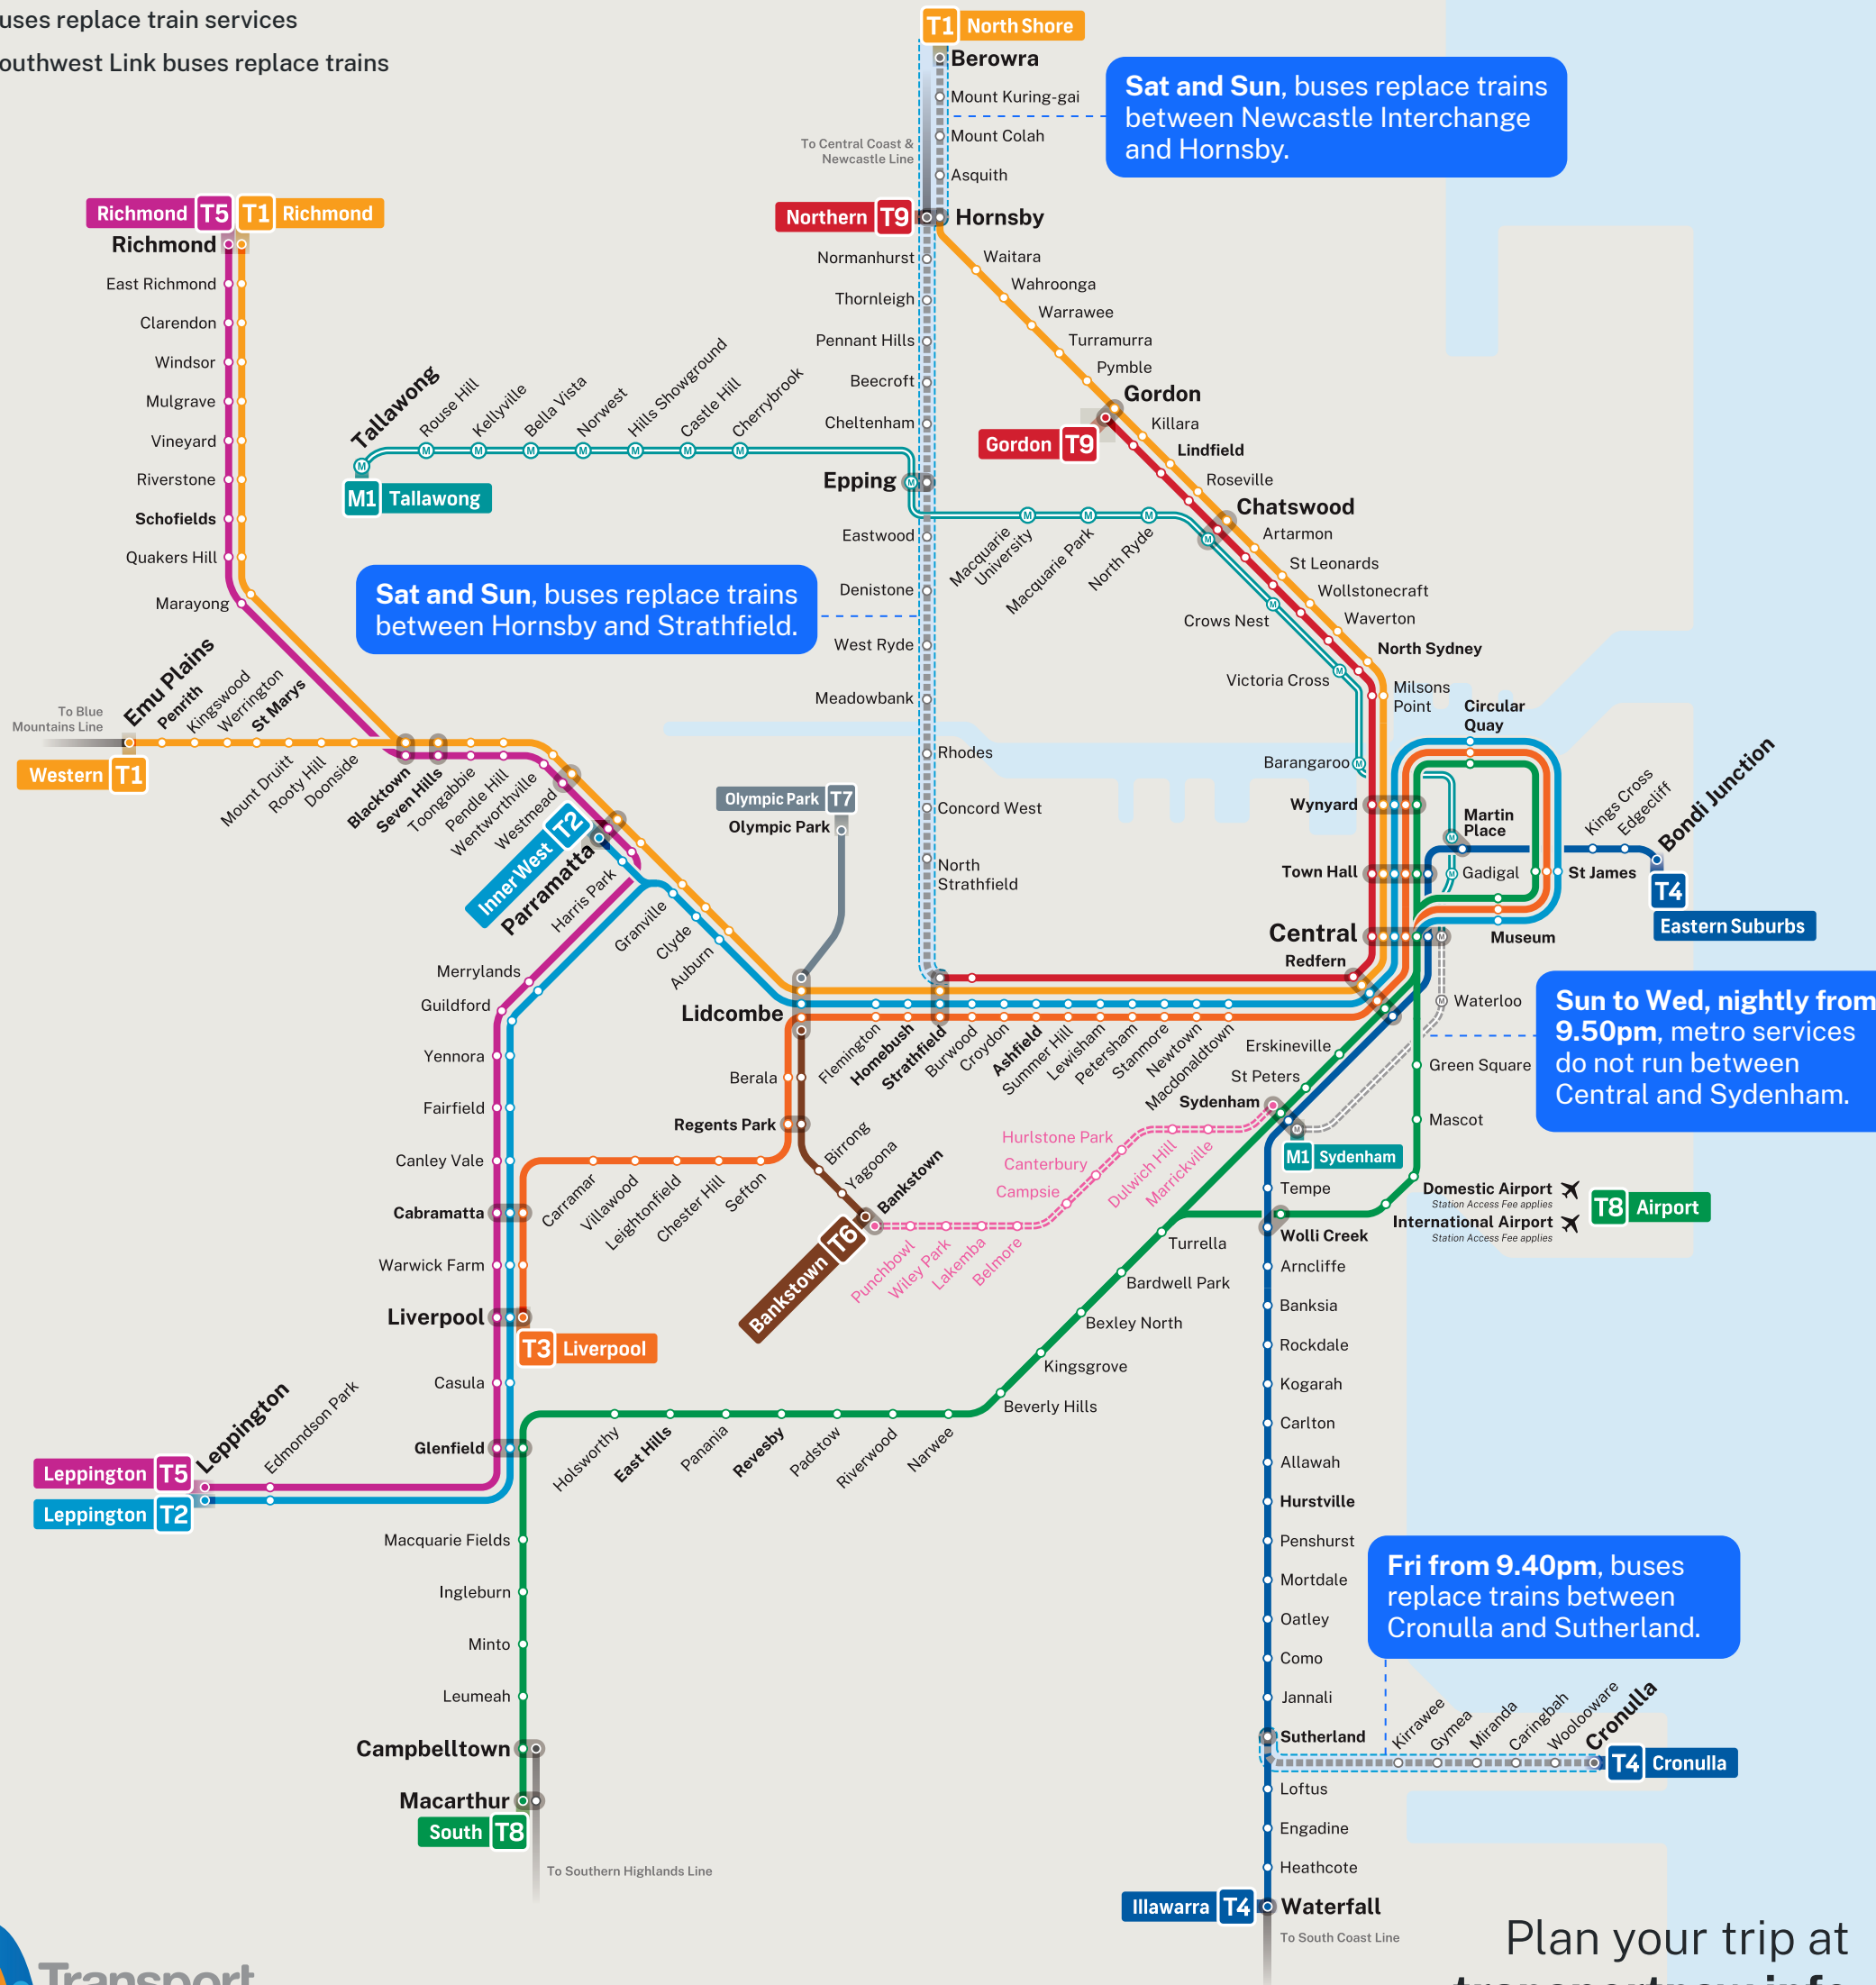 uses replace train services
outhwest Link buses replace trains
T1 North Shore
Berowra
Mount Kuring-gai
Mount Colah
Asquith
To Central Coast &
Newcastle Line
Sat and Sun, buses replace trains
between Newcastle Interchange
and Hornsby.
Northern T9
Hornsby
Richmond T5 T1 Richmond
Richmond
East Richmond
Clarendon
Windsor
Mulgrave
Vineyard
Riverstone
Schofields
Quakers Hill
Marayong
Normanhurst
Thornleigh
Pennant Hills
Beecroft
Cheltenham
Epping
Eastwood
Denistone
West Ryde
Meadowbank
Rhodes
Concord West
North
Strathfield
Waitara
Wahroonga
Warrawee
Turramurra
Pymble
Gordon
Gordon T9
Killara
Lindfield
Roseville
Chatswood
Artarmon
St Leonards
Wollstonecraft
Waverton
North Sydney
Milsons
Point
Tallawong
Rouse Hill
Kellyville
Bella Vista
Norwest
Hills Showground
Castle Hill
Cherrybrook
M1 Tallawong
M
M
M
M
M
M
M
M
M
M
M
M
Macquarie
University
Macquarie Park
North Ryde
M
M
Crows Nest
M
Victoria Cross
M
Barangaroo
Sat and Sun, buses replace trains
between Hornsby and Strathfield.
To Blue
Mountains Line
Emu Plains
Penrith
Kingswood
Werrington
St Marys
Western T1
Mount Druitt
Rooty Hill
Doonside
Blacktown
Seven Hills
Toongabbie
Pendle Hill
Wentworthville
Westmead
Inner West T2
Parramatta
Harris Park
Granville
Clyde
Auburn
Olympic Park T7
Olympic Park
Circular
Quay
Wynyard
Martin
Place
M
Kings Cross
Edgecliff
Bondi Junction
Town Hall
M
Gadigal
St James
T4
Eastern Suburbs
Central
M
Museum
Redfern
Merrylands
Guildford
Yennora
Fairfield
Canley Vale
Cabramatta
Warwick Farm
Liverpool
T3 Liverpool
Casula
Glenfield
Lidcombe
Flemington
Homebush
Strathfield
Burwood
Croydon
Ashfield
Summer Hill
Lewisham
Petersham
Stanmore
Newtown
Macdonaldtown
M
Waterloo
Sun to Wed, nightly from
9.50pm, metro services
do not run between
Central and Sydenham.
Erskineville
St Peters
Sydenham
M
M1 Sydenham
Green Square
Mascot
Domestic Airport
Station Access Fee applies
International Airport
Station Access Fee applies
T8 Airport
Berala
Regents Park
Birrong
Yagoona
Bankstown
Bankstown T6
Carramar
Villawood
Leightonfield
Chester Hill
Sefton
Hurlstone Park
Canterbury
Campsie
Dulwich Hill
Marrickville
Punchbowl
Wiley Park
Lakemba
Belmore
Tempe
Wolli Creek
Arncliffe
Banksia
Rockdale
Kogarah
Carlton
Allawah
Hurstville
Penshurst
Mortdale
Oatley
Como
Jannali
Sutherland
Loftus
Engadine
Heathcote
Illawarra T4
Waterfall
To South Coast Line
Turrella
Bardwell Park
Bexley North
Kingsgrove
Beverly Hills
Narwee
Riverwood
Padstow
Revesby
Panania
East Hills
Holsworthy
Leppington
Edmondson Park
Leppington T5
Leppington T2
Macquarie Fields
Ingleburn
Minto
Leumeah
Campbelltown
Macarthur
South T8
To Southern Highlands Line
Fri from 9.40pm, buses
replace trains between
Cronulla and Sutherland.
Kirrawee
Gymea
Miranda
Caringbah
Woolooware
Cronulla
T4 Cronulla
Transport
Plan your trip at
transportnsw.info